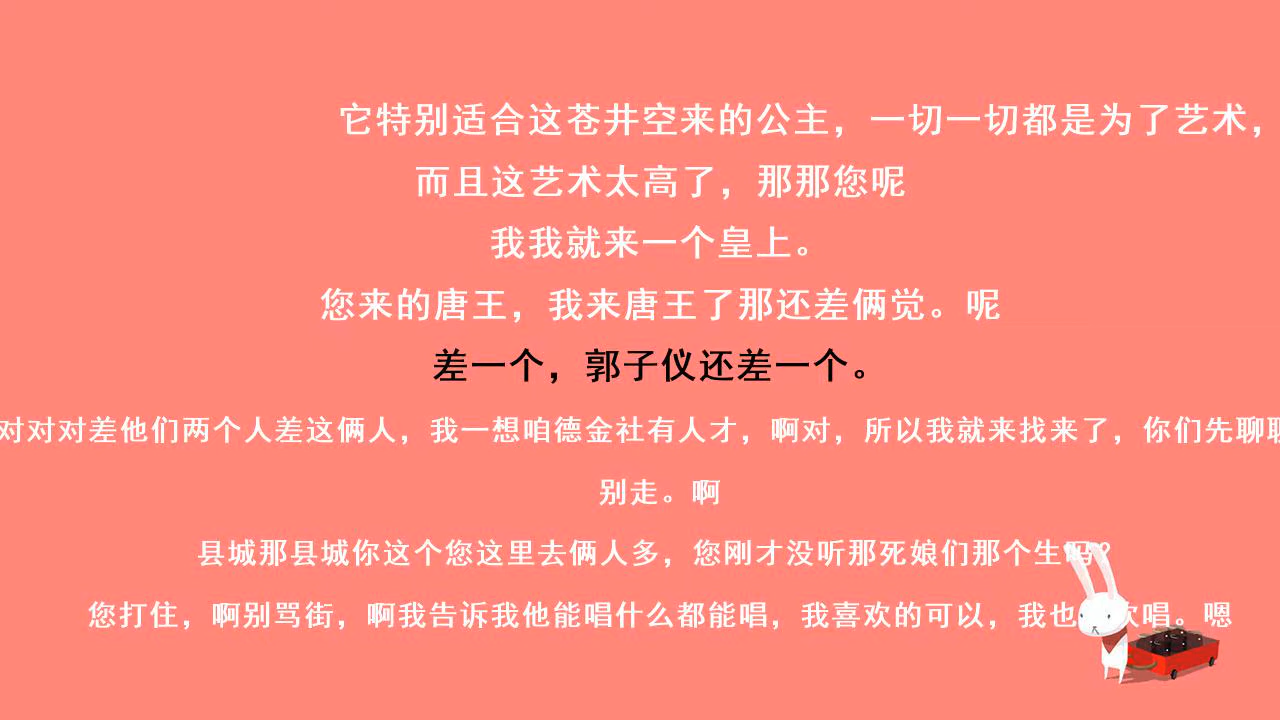 它特别适合这苍井空来的公主，一切一切都是为了艺术，
而且这艺术太高了，那那您呢
我我就来一个皇上。
您来的唐王，我来唐王了那还差俩觉。呢
差一个，郭子仪还差一个。
对对对差他们两个人差这俩人，我一想咱德金社有人才，啊对，所以我就来找来了，你们先聊
别走。啊
县城那县城你这个您这里去俩人多，您刚才没听那死娘们那个生吗？
您打住，啊别骂街，啊我告诉我他能唱什么都能唱，我喜欢的可以，我也 欢唱。嗯